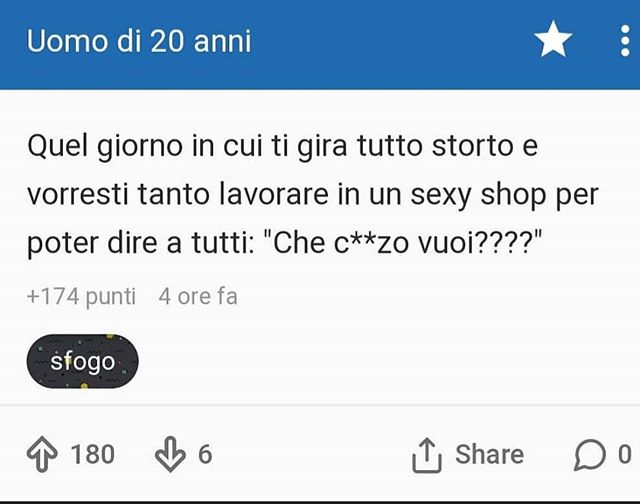 Uomo di 20 anni
Quel giorno in cui ti gira tutto storto e
vorresti tanto lavorare in un sexy shop per
poter dire a tutti: "Che c**zo vuoi????"
+174 punti 4 ore fa
sfogo
180 6 Share 0